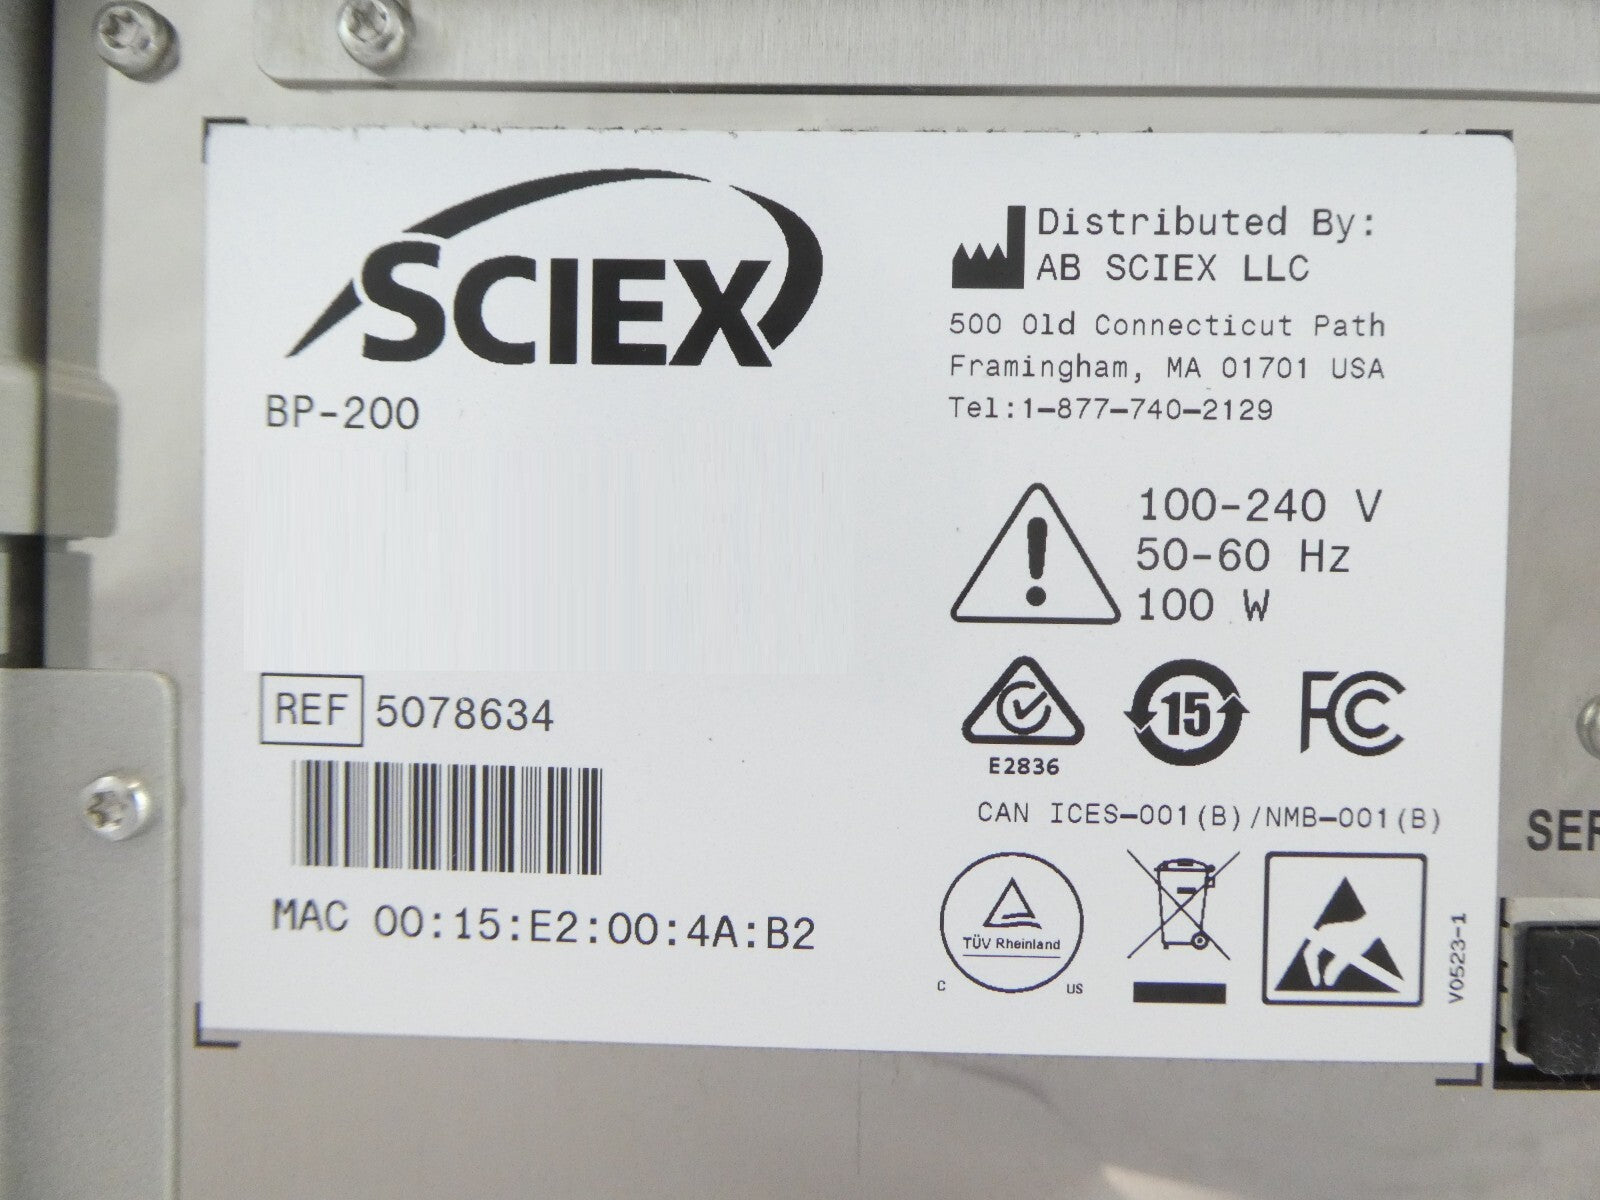 SCIEX
BP-200
REF 5078634
MAC 00:15:E2:00:4A:B2
Distributed By:
AB SCIEX LLC
500 Old Connecticut Path
Framingham, MA 01701 USA
Tel:1-877-740-2129
100-240 V
50-60 Hz
100 W
E2836
15
FC
CAN ICES-001(B)/NMB-001(B)
TÜV Rheinland
C US
V0523-1
SER